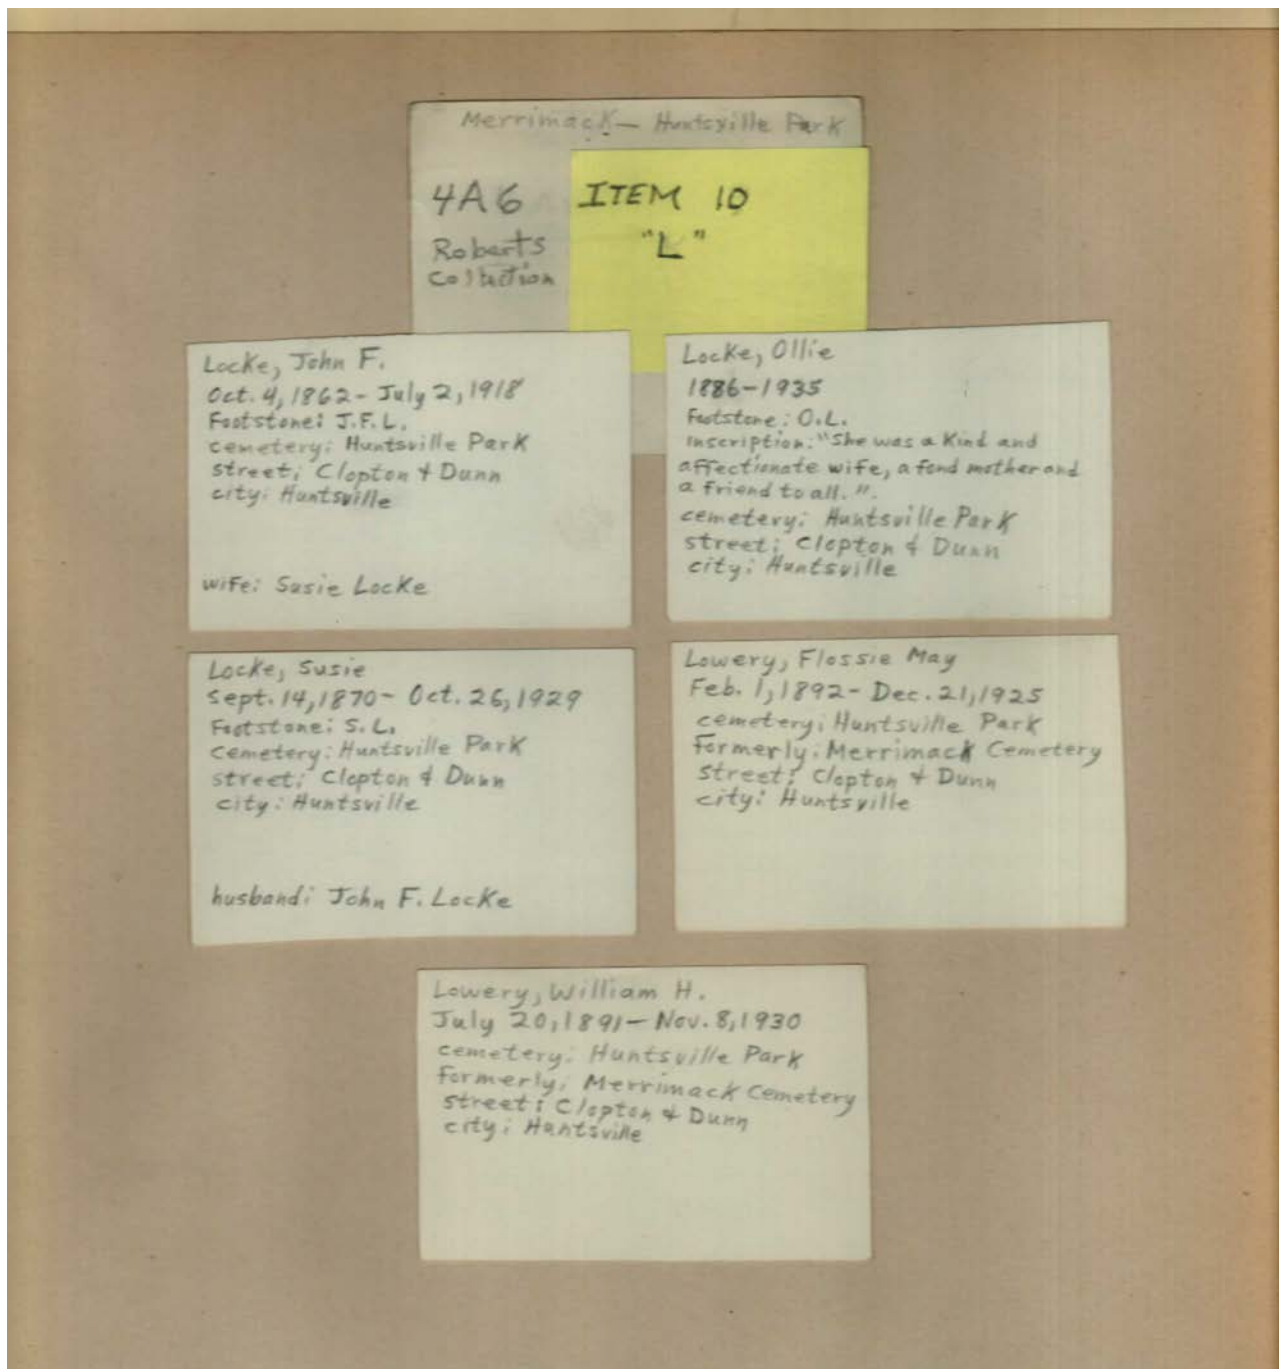 Merrimack — Huntsville Park
4A6
Roberts
Collection
ITEM 10
"L"
Locke, John F.
Oct. 4, 1862 - July 2, 1918
Footstone: J.F.L.
cemetery: Huntsville Park
street: Clopton & Dunn
city: Huntsville
wife: Susie Locke
Locke, Ollie
1886-1935
Footstone: O.L.
inscription: "She was a Kind and
affectionate wife, a fond mother and
a friend to all.".
cemetery: Huntsville Park
street: Clopton & Dunn
city: Huntsville
Locke, Susie
Sept. 14, 1870 - Oct. 26, 1929
Footstone: S.L.
cemetery: Huntsville Park
street: Clopton & Dunn
city: Huntsville
husband: John F. Locke
Lowery, Flossie May
Feb. 1, 1892 - Dec. 21, 1925
cemetery: Huntsville Park
formerly: Merrimack Cemetery
street: Clopton & Dunn
city: Huntsville
Lowery, William H.
July 20, 1891 - Nov. 8, 1930
cemetery: Huntsville Park
formerly: Merrimack Cemetery
street: Clopton & Dunn
city: Huntsville